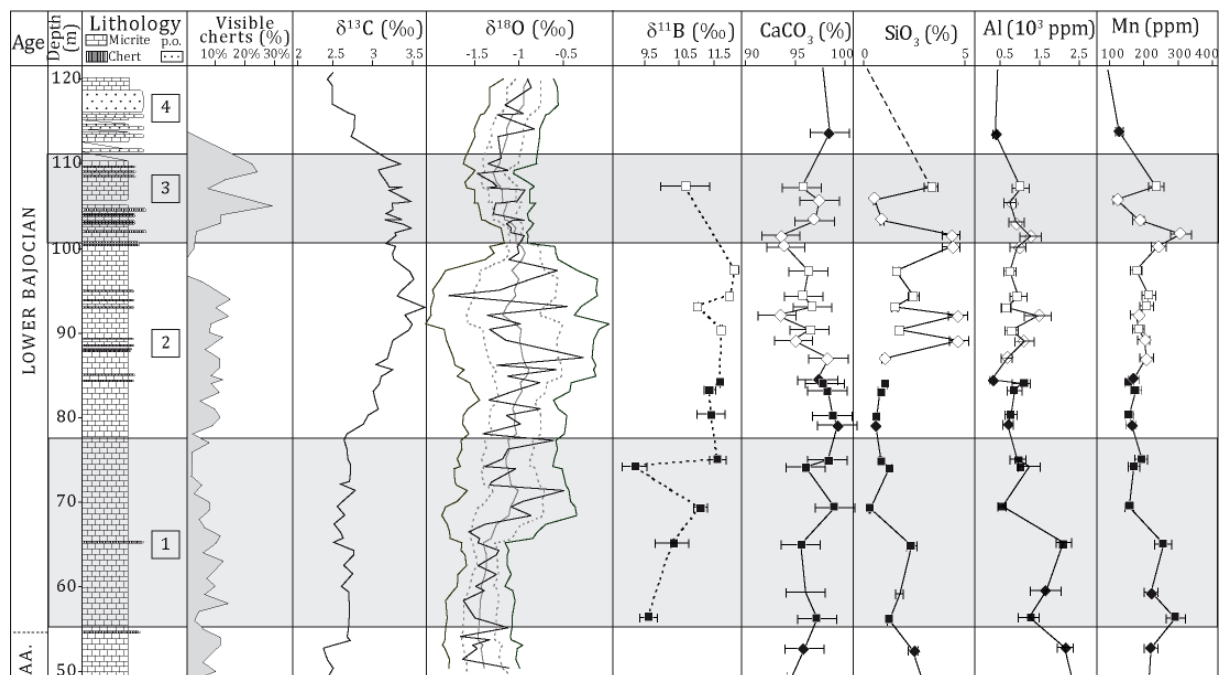 Age
Depth (m)
Lithology
Micrite p.o.
Chert
Visible cherts (%)
10% 20% 30%
δ¹³C (‰)
2 2.5 3 3.5 4
δ¹⁸O (‰)
-1.5 -1 -0.5
δ¹¹B (‰)
9.5 10.5 11.5
CaCO₃ (%)
90 95 100
SiO₃ (%)
0 5
Al (10³ ppm)
0.5 1.5 2.5
Mn (ppm)
100 200 300 400
LOWER BAJOCIAN
AA.
120
110
100
90
80
70
60
50
4
3
2
1